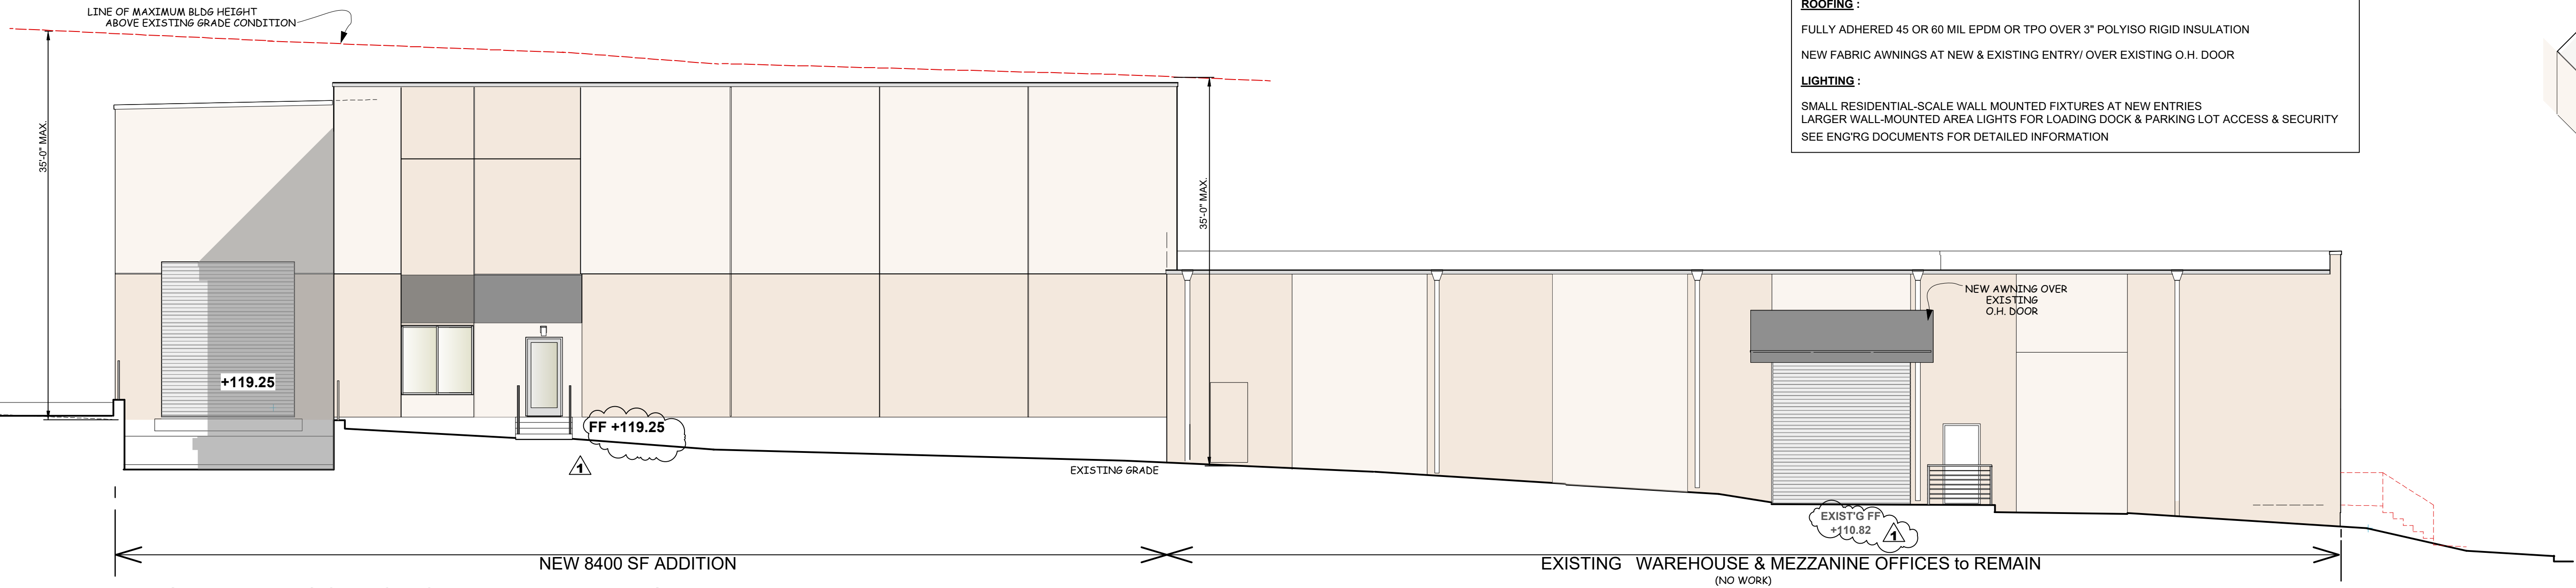 LINE OF MAXIMUM BLDG HEIGHT
ABOVE EXISTING GRADE CONDITION
35'-0" MAX.
+119.25
FF +119.25
1
EXISTING GRADE
35'-0" MAX.
NEW 8400 SF ADDITION
ROOFING :
FULLY ADHERED 45 OR 60 MIL EPDM OR TPO OVER 3" POLYISO RIGID INSULATION
NEW FABRIC AWNINGS AT NEW & EXISTING ENTRY/ OVER EXISTING O.H. DOOR
LIGHTING :
SMALL RESIDENTIAL-SCALE WALL MOUNTED FIXTURES AT NEW ENTRIES
LARGER WALL-MOUNTED AREA LIGHTS FOR LOADING DOCK & PARKING LOT ACCESS & SECURITY
SEE ENG'RG DOCUMENTS FOR DETAILED INFORMATION
NEW AWNING OVER
EXISTING
O.H. DOOR
EXIST'G FF
+110.82
1
EXISTING WAREHOUSE & MEZZANINE OFFICES to REMAIN
(NO WORK)